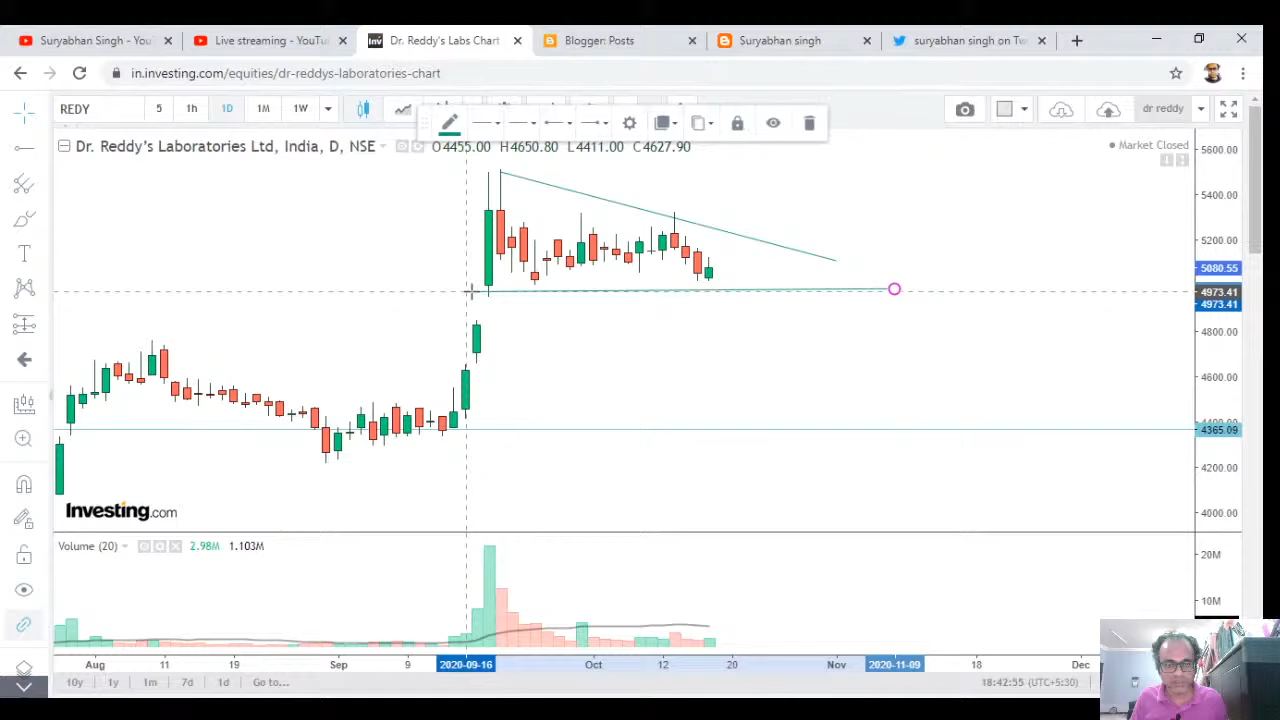 Suryabhan Singh - You
Live streaming - YouTu
Dr. Reddy's Labs Chart
Blogger: Posts
Suryabhan singh
suryabhan singh on Tw
in.investing.com/equities/dr-reddys-laboratories-chart
REDY 5 1h 1D 1M 1W dr reddy
Dr. Reddy's Laboratories Ltd, India, D, NSE O4455.00 H4650.80 L4411.00 C4627.90
Market Closed
5600.00
5400.00
5200.00
5080.55
4973.41
4973.41
4800.00
4600.00
4365.09
4200.00
4000.00
Investing.com
Volume (20) 2.98M 1.103M
20M
10M
Aug 11 19 Sep 9 2020-09-16 Oct 12 20 Nov 2020-11-09 18 Dec
10y 1y 1m 7d 1d Go to... 18:42:55 (UTC+5:30)